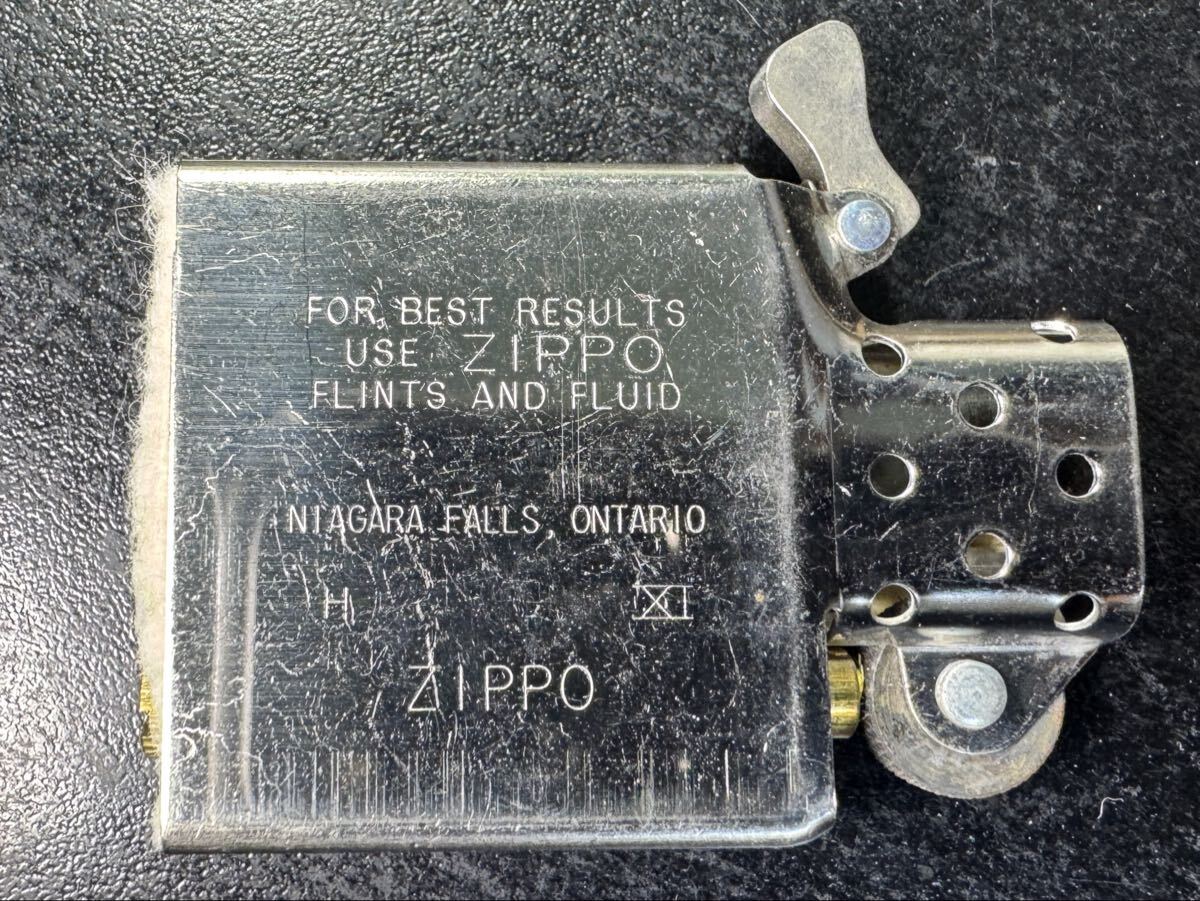 FOR BEST RESULTS
USE ZIPPO
FLINTS AND FLUID
NIAGARA FALLS, ONTARIO
H XI
ZIPPO